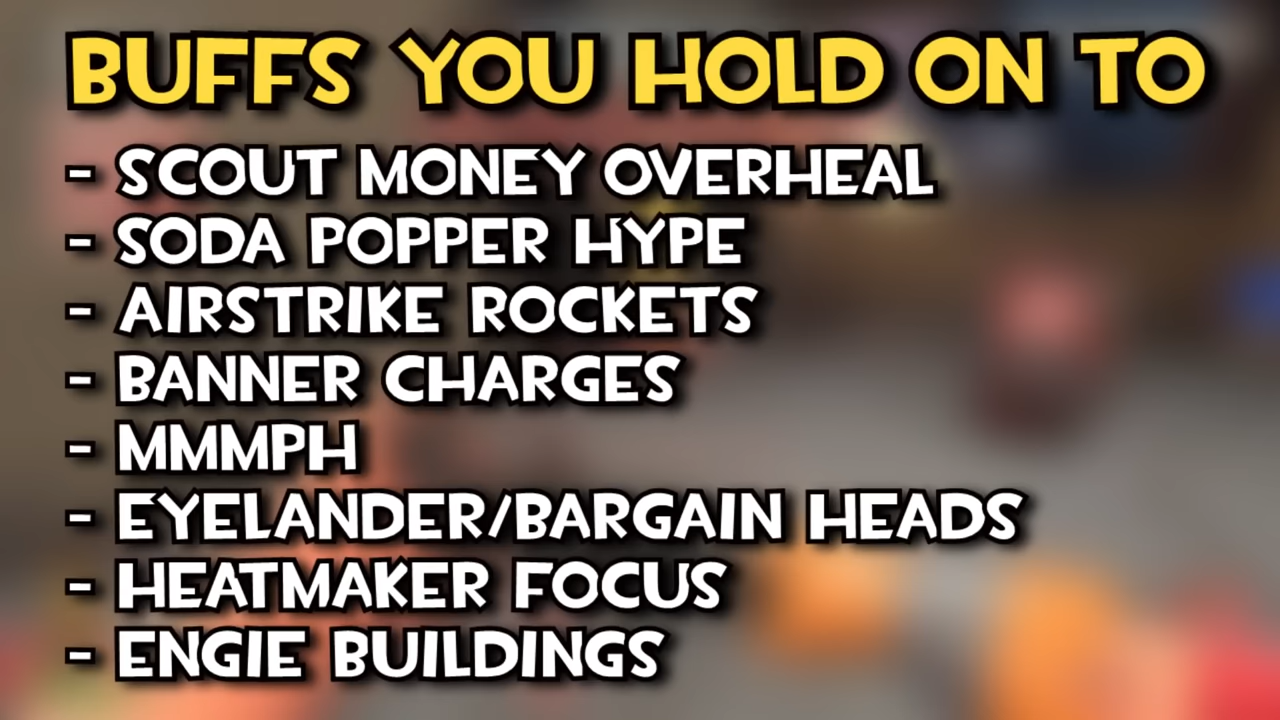 BUFFS YOU HOLD ON TO
- SCOUT MONEY OVERHEAL
- SODA POPPER HYPE
- AIRSTRIKE ROCKETS
- BANNER CHARGES
- MMMPH
- EYELANDER/BARGAIN HEADS
- HEATMAKER FOCUS
- ENGIE BUILDINGS